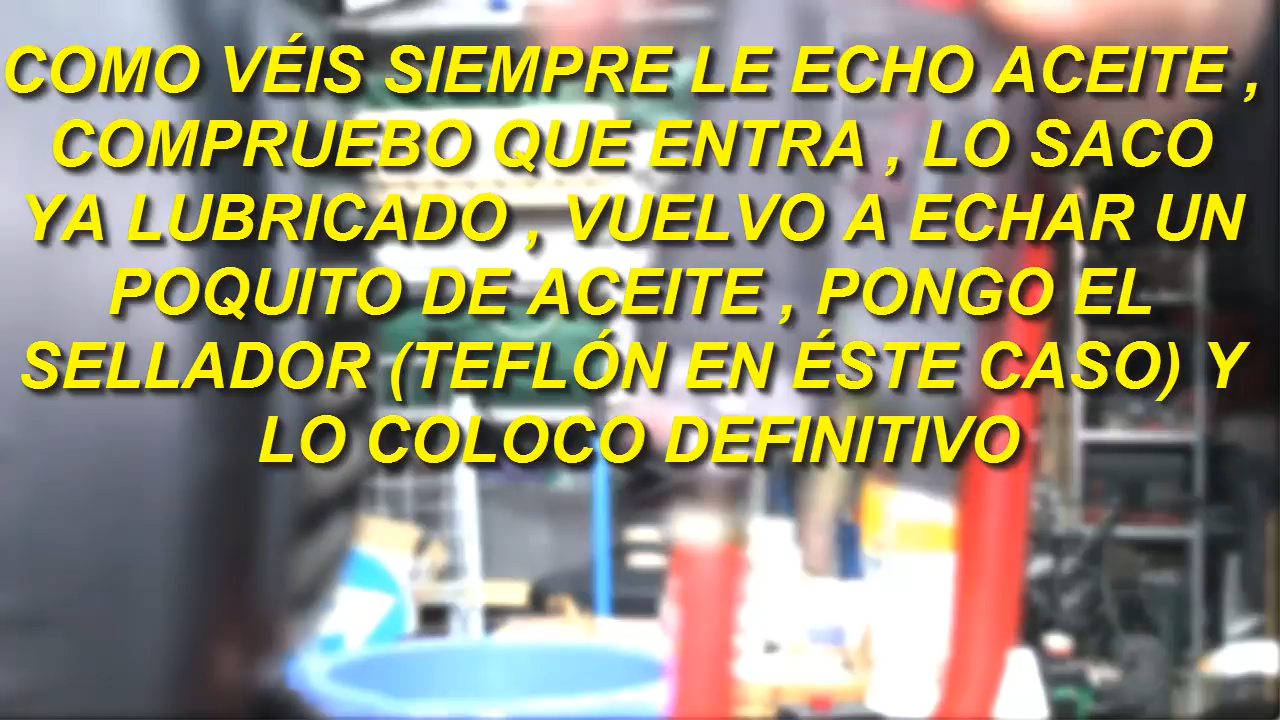 COMO VÉIS SIEMPRE LE ECHO ACEITE ,
COMPRUEBO QUE ENTRA , LO SACO
YA LUBRICADO , VUELVO A ECHAR UN
POQUITO DE ACEITE , PONGO EL
SELLADOR (TEFLÓN EN ÉSTE CASO) Y
LO COLOCO DEFINITIVO